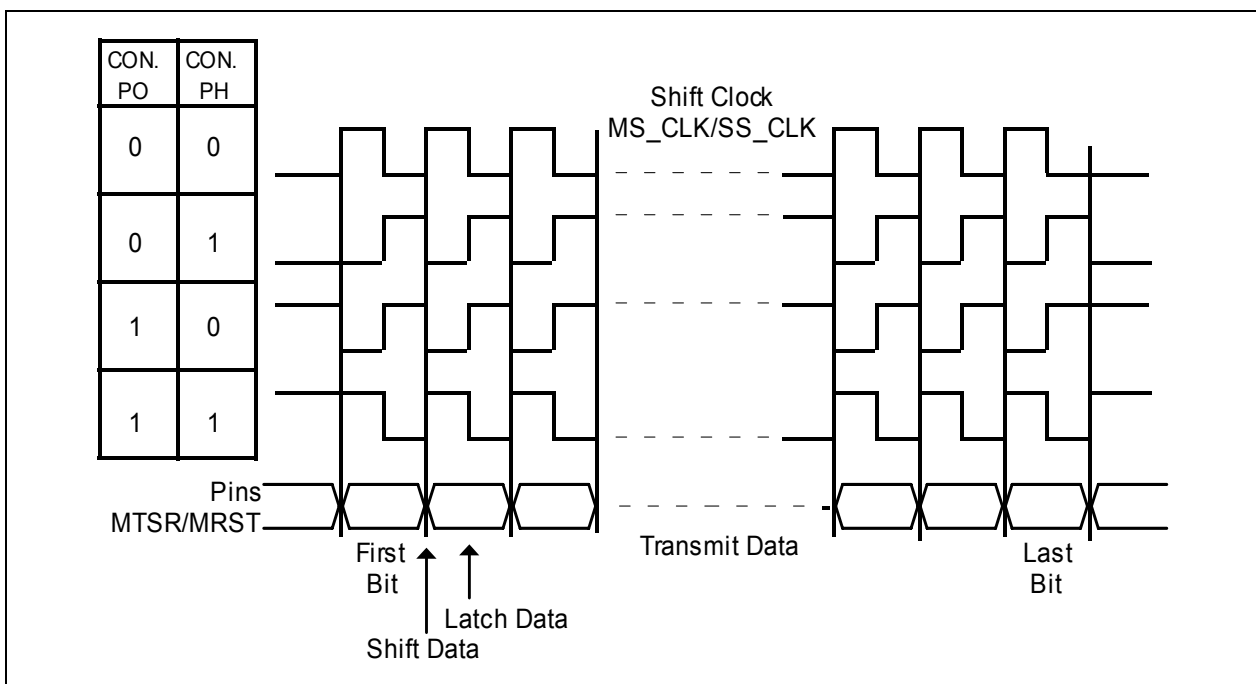 CON. CON.
PO PH
0 0
0 1
1 0
1 1
Shift Clock
MS_CLK/SS_CLK
Pins
MTSR/MRST
First
Bit
Transmit Data
Last
Bit
Latch Data
Shift Data